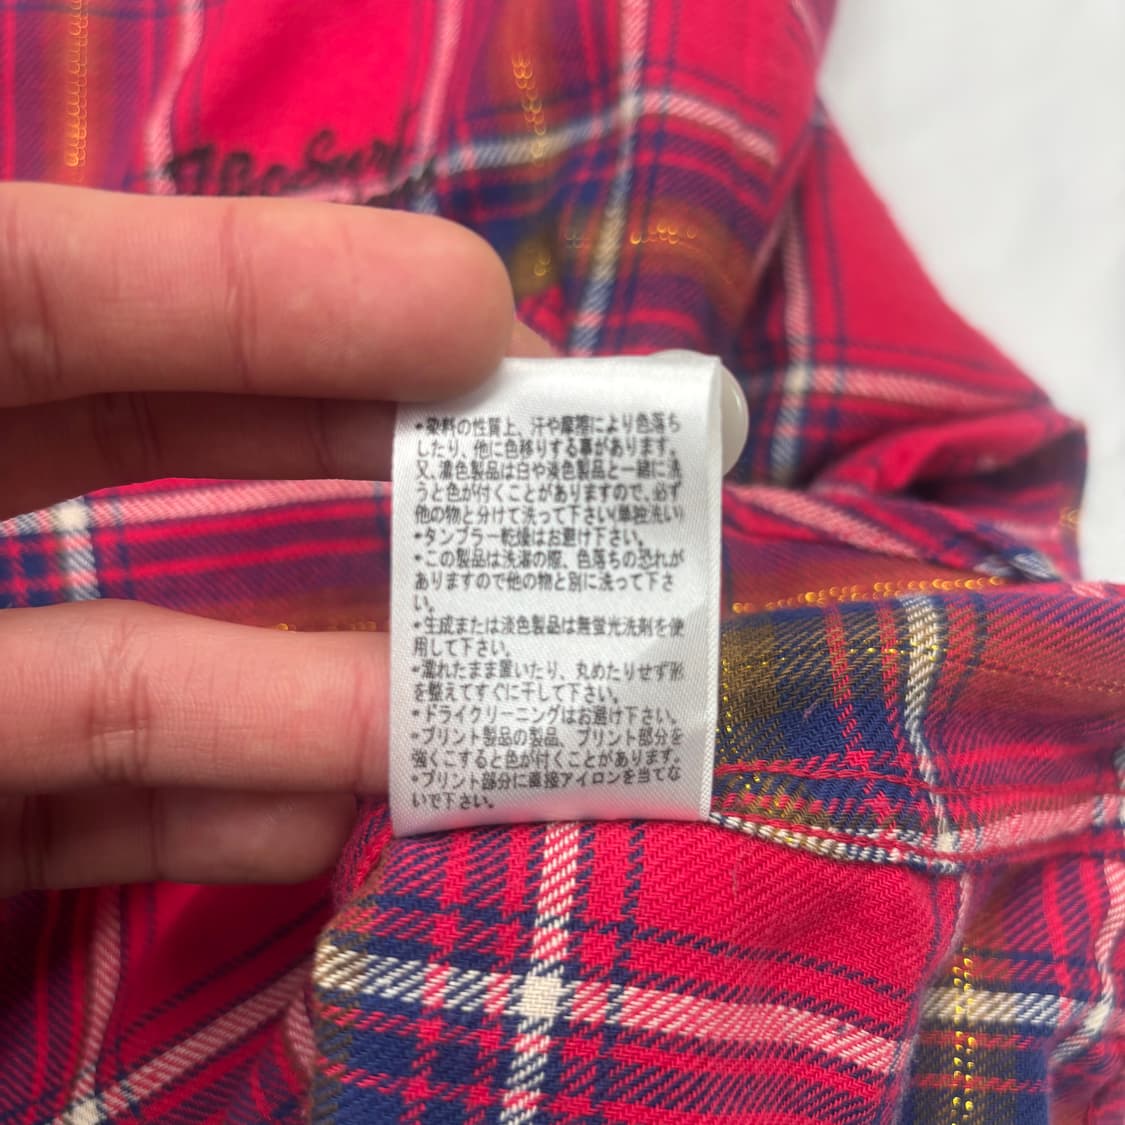 ・染料の性質上、汗や摩擦により色落ち
したり、他に色移りする事があります。
又、濃色製品は白や淡色製品と一緒に洗
うと色が付くことがありますので、必ず
他の物と分けて洗って下さい(単独洗い)
・タンブラー乾燥はお避け下さい。
・この製品は洗濯の際、色落ちの恐れが
ありますので他の物と別に洗って下さ
い。
・生成または淡色製品は無蛍光洗剤を使
用して下さい。
・濡れたまま置いたり、丸めたりせず形
を整えてすぐに干して下さい。
・ドライクリーニングはお避け下さい。
・プリント製品の製品、プリント部分を
強くこすると色が付くことがあります。
・プリント部分に直接アイロンを当てな
いで下さい。